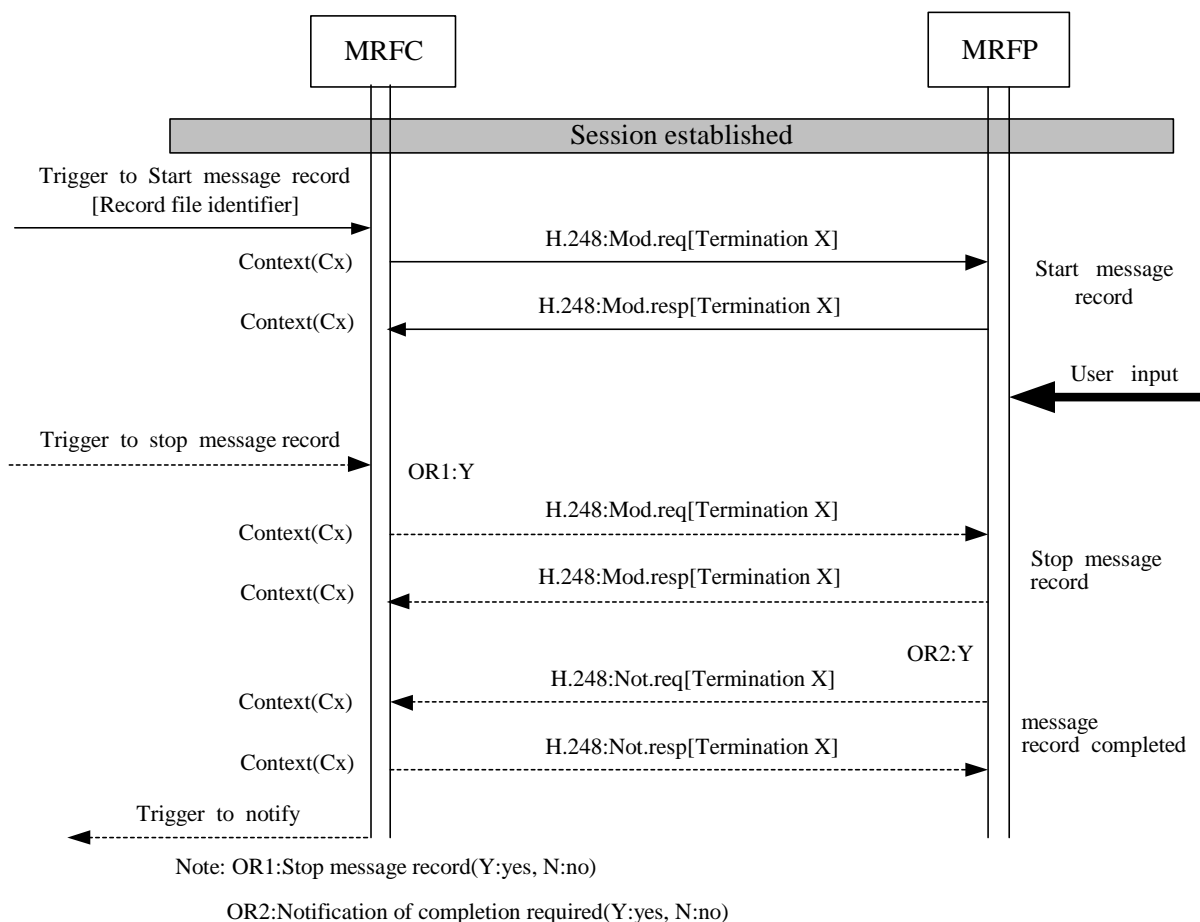 MRFC
MRFP
Session established
Trigger to Start message record
[Record file identifier]
H.248:Mod.req[Termination X]
Context(Cx)
Start message
record
H.248:Mod.resp[Termination X]
Context(Cx)
User input
Trigger to stop message record
OR1:Y
H.248:Mod.req[Termination X]
Context(Cx)
Stop message
record
H.248:Mod.resp[Termination X]
Context(Cx)
OR2:Y
H.248:Not.req[Termination X]
Context(Cx)
message
record completed
H.248:Not.resp[Termination X]
Context(Cx)
Trigger to notify
Note: OR1:Stop message record(Y:yes, N:no)
OR2:Notification of completion required(Y:yes, N:no)